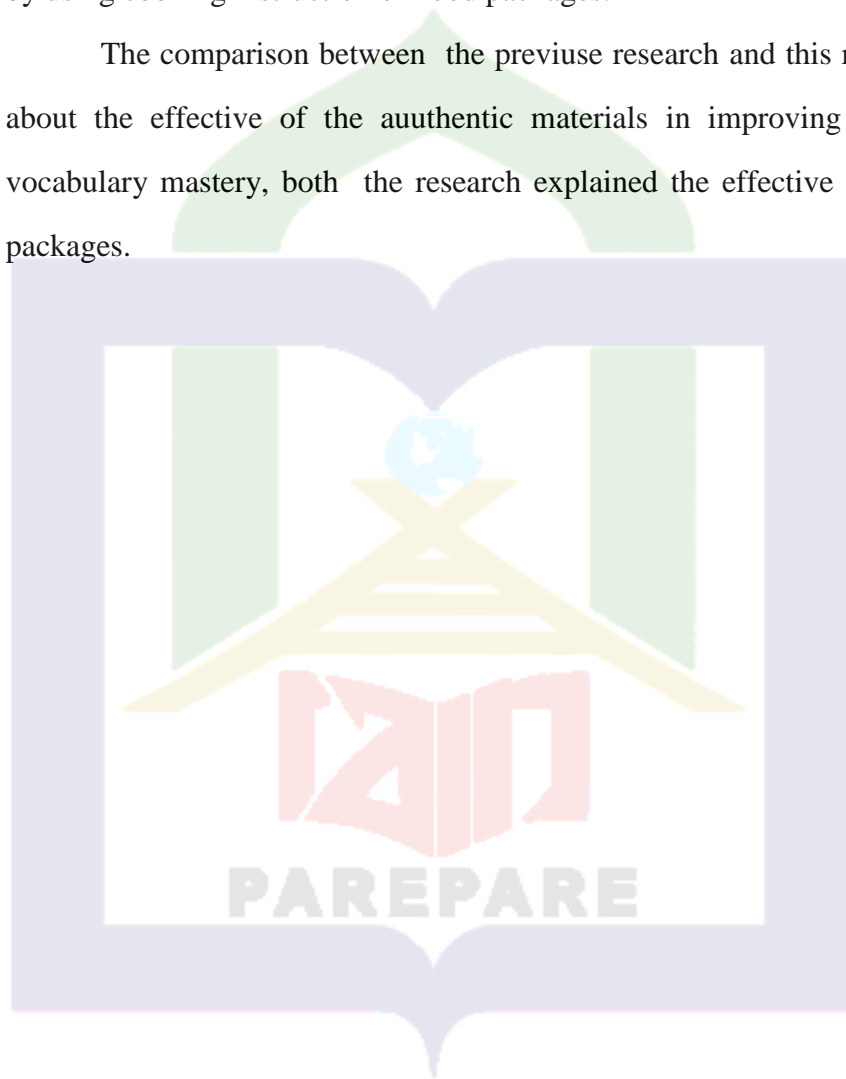 The comparison between the previuse research and this
about the effective of the auuthentic materials in improving
vocabulary mastery, both the research explained the effective
packages.
iain
PAREPARE